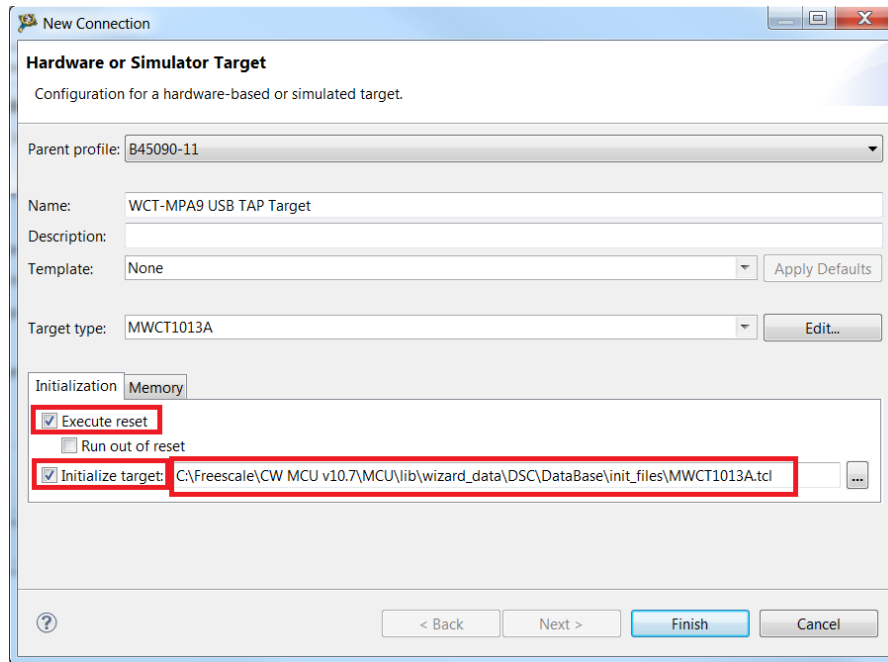 New Connection
Hardware or Simulator Target
Configuration for a hardware-based or simulated target.
Parent profile: B45090-11
Name: WCT-MPA9 USB TAP Target
Description:
Template: None Apply Defaults
Target type: MWCT1013A Edit...
Initialization Memory
Execute reset
Run out of reset
Initialize target: C:\Freescale\CW MCU v10.7\MCU\lib\wizard_data\DSC\DataBase\init_files\MWCT1013A.tcl ...
? < Back Next > Finish Cancel